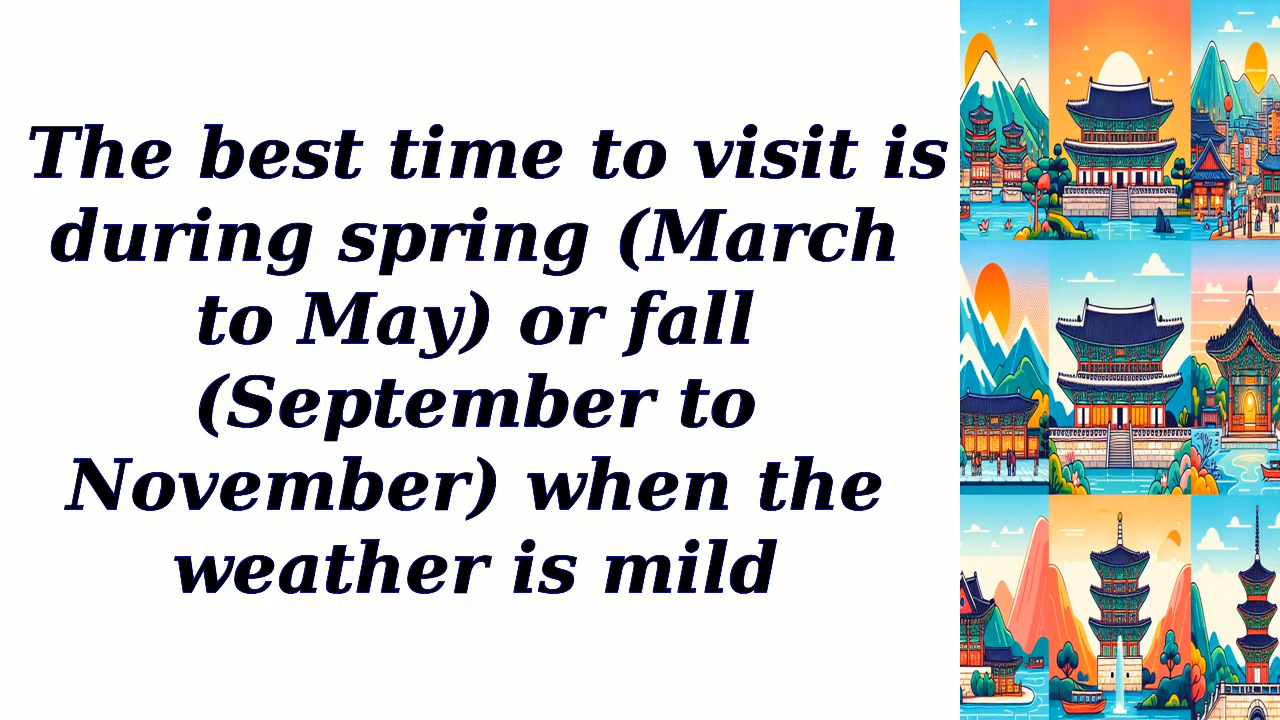 The best time to visit is
during spring (March
to May) or fall
(September to
November) when the
weather is mild